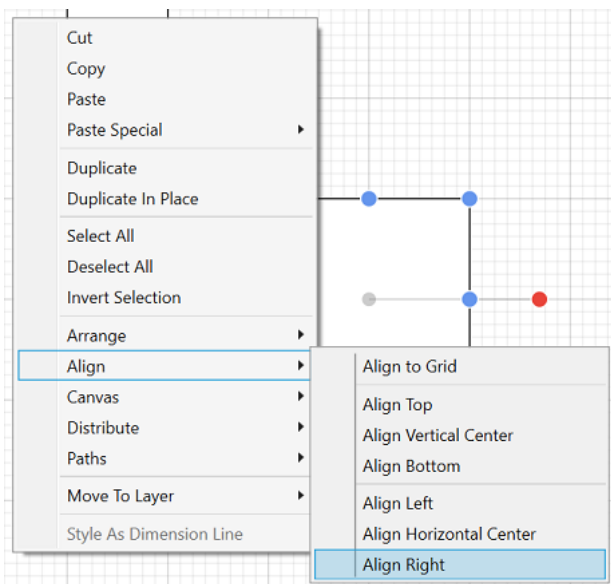 Cut
Copy
Paste
Paste Special
Duplicate
Duplicate In Place
Select All
Deselect All
Invert Selection
Arrange
Align
Canvas
Distribute
Paths
Move To Layer
Style As Dimension Line
Align to Grid
Align Top
Align Vertical Center
Align Bottom
Align Left
Align Horizontal Center
Align Right